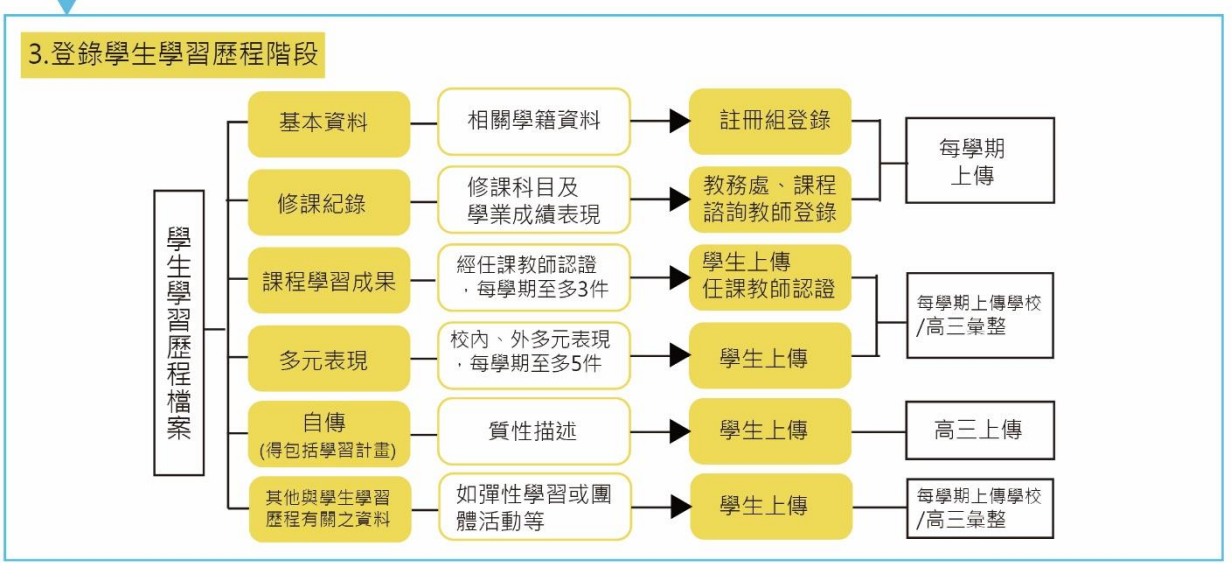 3.登錄學生學習歷程階段
學生學習歷程檔案
基本資料
相關學籍資料
註冊組登錄
每學期
上傳
修課紀錄
修課科目及
學業成績表現
教務處、課程
諮詢教師登錄
課程學習成果
經任課教師認證
，每學期至多3件
學生上傳
任課教師認證
每學期上傳學校
/高三彙整
多元表現
校內、外多元表現
，每學期至多5件
學生上傳
自傳
(得包括學習計畫)
質性描述
學生上傳
高三上傳
其他與學生學習
歷程有關之資料
如彈性學習或團
體活動等
學生上傳
每學期上傳學校
/高三彙整